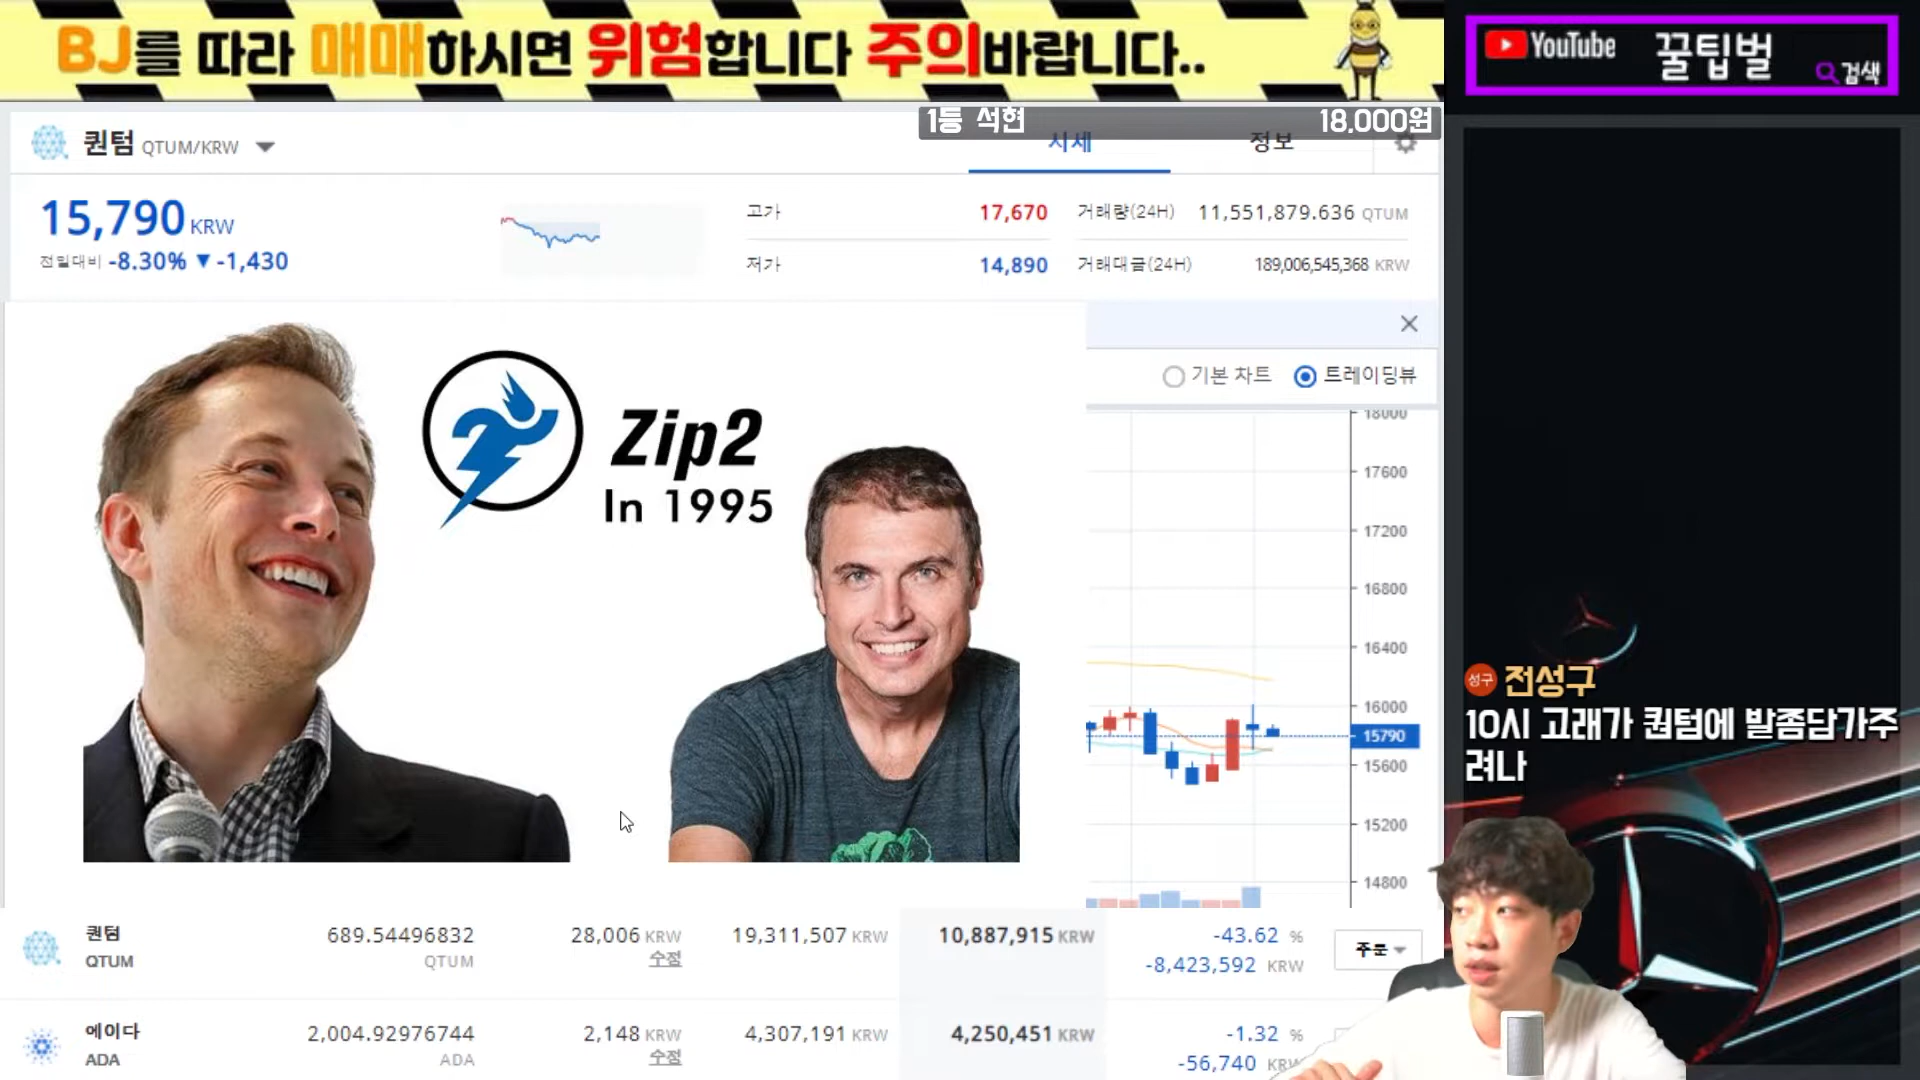 BJ를 따라 매매하시면 위험합니다 주의바랍니다..
YouTube 꿀팁벌 검색
1등 석현 18,000원
퀀텀 QTUM/KRW
시세 정보
15,790 KRW
전일대비 -8.30% ▼ -1,430
고가 17,670
거래량(24H) 11,551,879.636 QTUM
저가 14,890
거래대금(24H) 189,006,545,368 KRW
기본 차트 트레이딩뷰
Zip2
In 1995
18000
17600
17200
16800
16400
16000
15790
15600
15200
14800
성구 전성구
10시 고래가 퀀텀에 발좀담가주
려나
퀀텀 689.54496832 28,006 KRW 19,311,507 KRW 10,887,915 KRW -43.62 % 주문
QTUM QTUM 수정 -8,423,592 KRW
에이다 2,004.92976744 2,148 KRW 4,307,191 KRW 4,250,451 KRW -1.32 %
ADA ADA 수정 -56,740 KRW